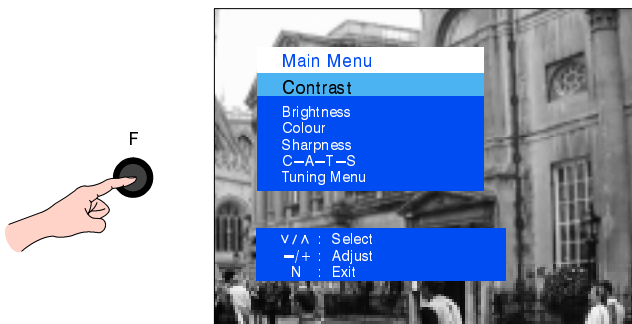 F
Main Menu
Contrast
Brightness
Colour
Sharpness
C–A–T–S
Tuning Menu
∨/∧ : Select
–/+ : Adjust
N : Exit